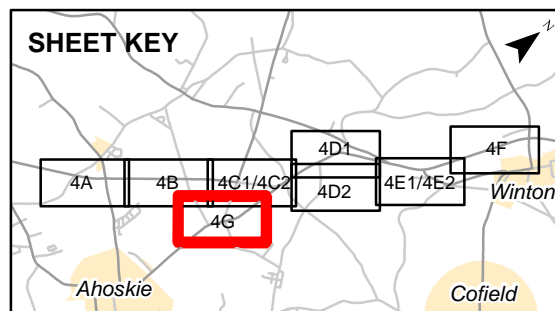 SHEET KEY
N
4D1
4F
4A
4B
4C1/4C2
4D2
4E1/4E2
Winton
4G
Ahoskie
Cofield